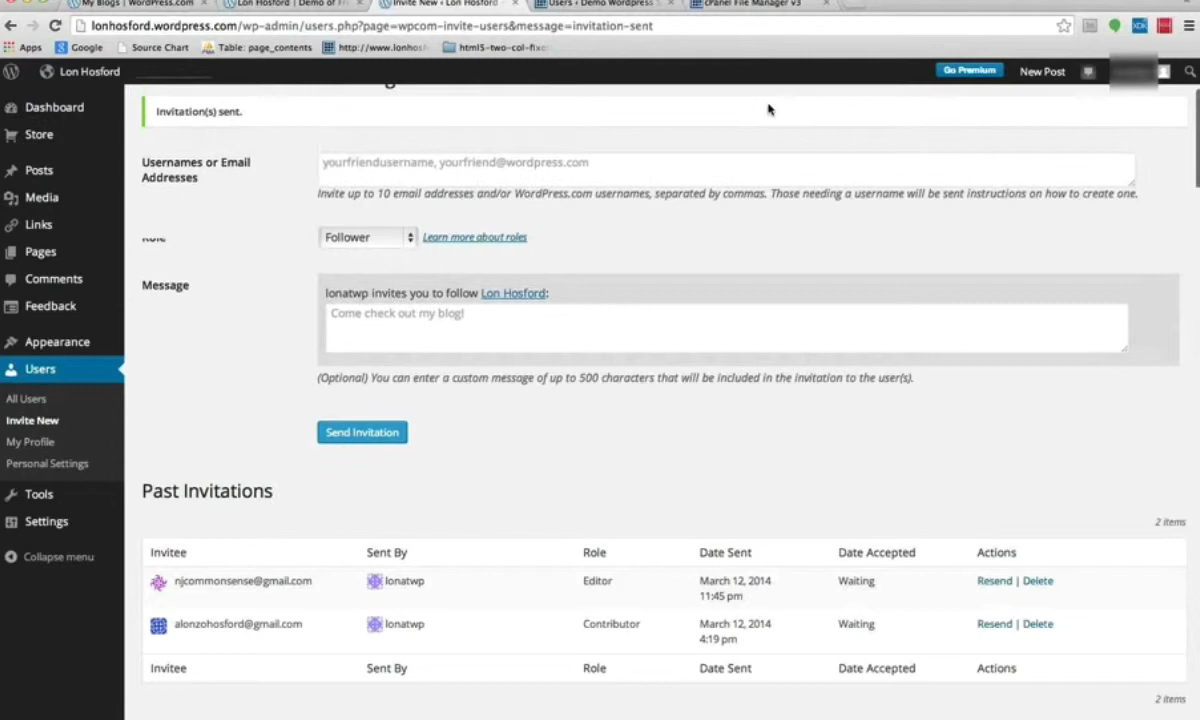 My Blogs | WordPress.com
Lon Hosford | Demo of Fr
Invite New ‹ Lon Hosford
Users ‹ Demo Wordpress
cPanel File Manager v3
lonhosford.wordpress.com/wp-admin/users.php?page=wpcom-invite-users&message=invitation-sent
Apps
Google
Source Chart
Table: page_contents
http://www.lonhos
html5-two-col-fixe
Lon Hosford
Go Premium
New Post
Dashboard
Store
Posts
Media
Links
Pages
Comments
Feedback
Appearance
Users
All Users
Invite New
My Profile
Personal Settings
Tools
Settings
Collapse menu
Invitation(s) sent.
Usernames or Email
Addresses
yourfriendusername, yourfriend@wordpress.com
Invite up to 10 email addresses and/or WordPress.com usernames, separated by commas. Those needing a username will be sent instructions on how to create one.
Follower
Learn more about roles
Message
lonatwp invites you to follow Lon Hosford:
Come check out my blog!
(Optional) You can enter a custom message of up to 500 characters that will be included in the invitation to the user(s).
Send Invitation
Past Invitations
2 items
Invitee Sent By Role Date Sent Date Accepted Actions
njcommonsense@gmail.com lonatwp Editor March 12, 2014 Waiting Resend | Delete
11:45 pm
alonzohosford@gmail.com lonatwp Contributor March 12, 2014 Waiting Resend | Delete
4:19 pm
Invitee Sent By Role Date Sent Date Accepted Actions
2 items